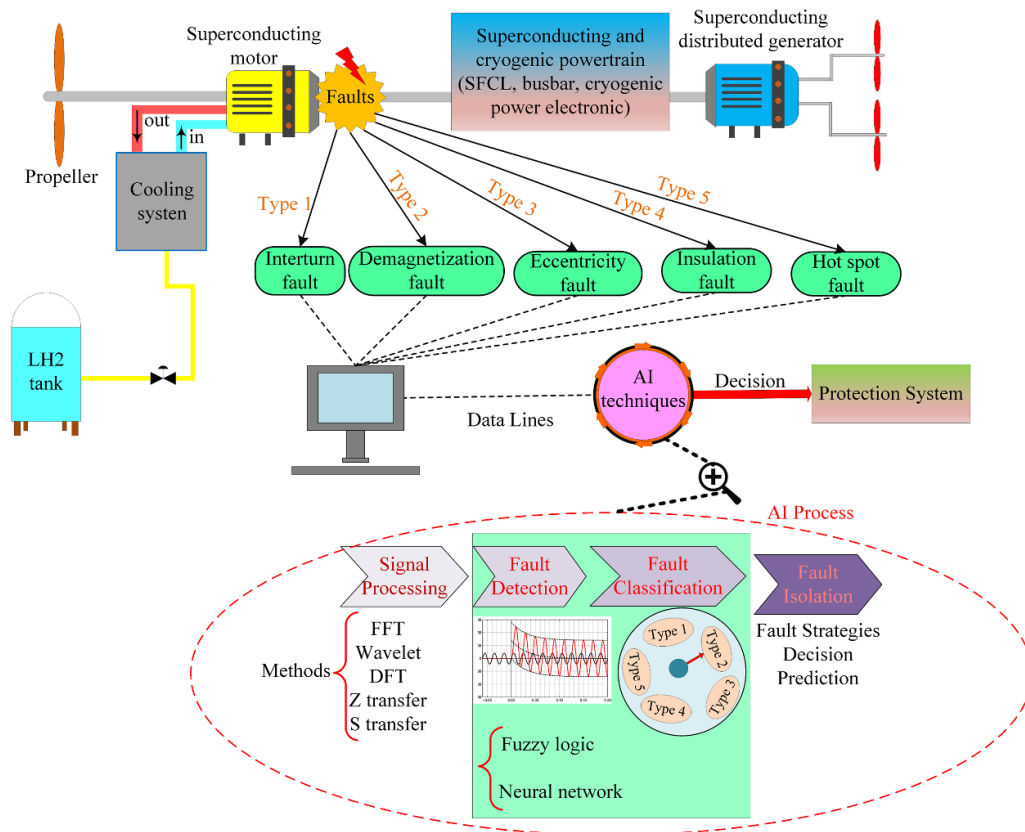 Superconducting
motor
Superconducting and
cryogenic powertrain
(SFCL, busbar, cryogenic
power electronic)
Superconducting
distributed generator
Faults
out
in
Propeller
Cooling
systen
Type 1
Type 2
Type 3
Type 4
Type 5
Interturn
fault
Demagnetization
fault
Eccentricity
fault
Insulation
fault
Hot spot
fault
LH2
tank
Data Lines
AI
techniques
Decision
Protection System
AI Process
Signal
Processing
Fault
Detection
Fault
Classification
Fault
Isolation
Methods
FFT
Wavelet
DFT
Z transfer
S transfer
Type 1
Type 2
Type 3
Type 4
Type 5
Fault Strategies
Decision
Prediction
Fuzzy logic
Neural network